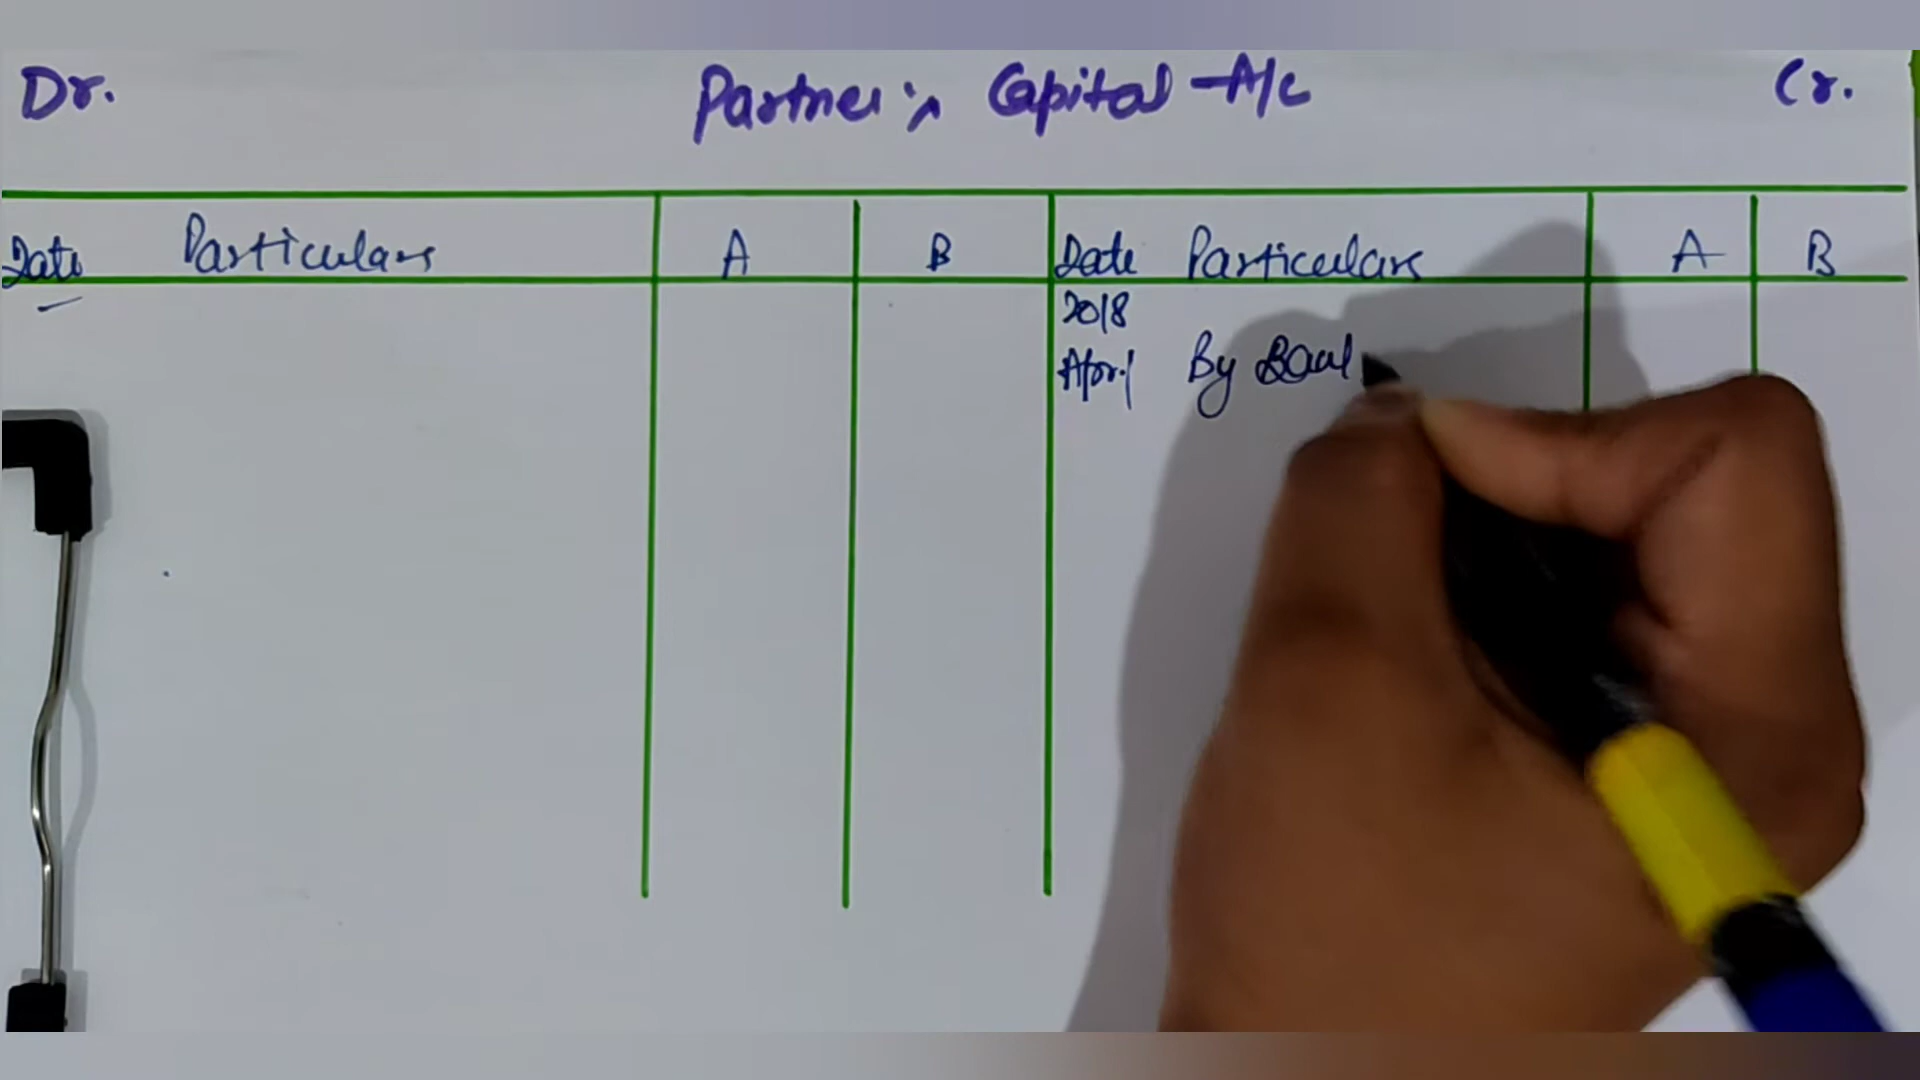 Dr. Partner's Capital A/c Cr.
Date Particulars A B Date Particulars A B
2018
April By Bank